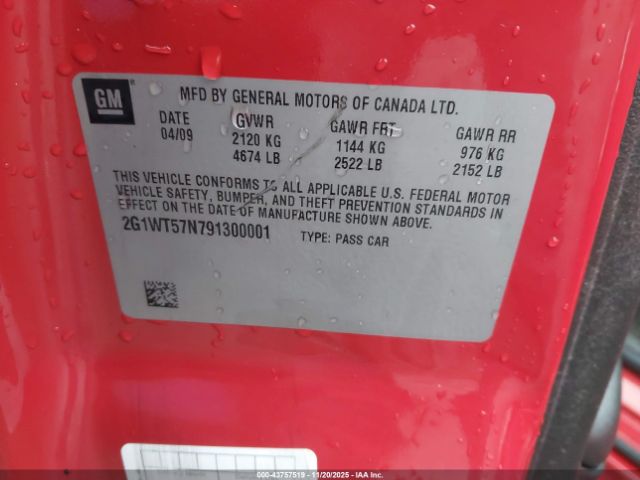 GM
MFD BY GENERAL MOTORS OF CANADA LTD.
DATE GVWR GAWR FRT GAWR RR
04/09 2120 KG 1144 KG 976 KG
4674 LB 2522 LB 2152 LB
THIS VEHICLE CONFORMS TO ALL APPLICABLE U.S. FEDERAL MOTOR
VEHICLE SAFETY, BUMPER, AND THEFT PREVENTION STANDARDS IN
EFFECT ON THE DATE OF MANUFACTURE SHOWN ABOVE.
2G1WT57N791300001 TYPE: PASS CAR
00-43757519 | 11/20/2025 - IAA, Inc.